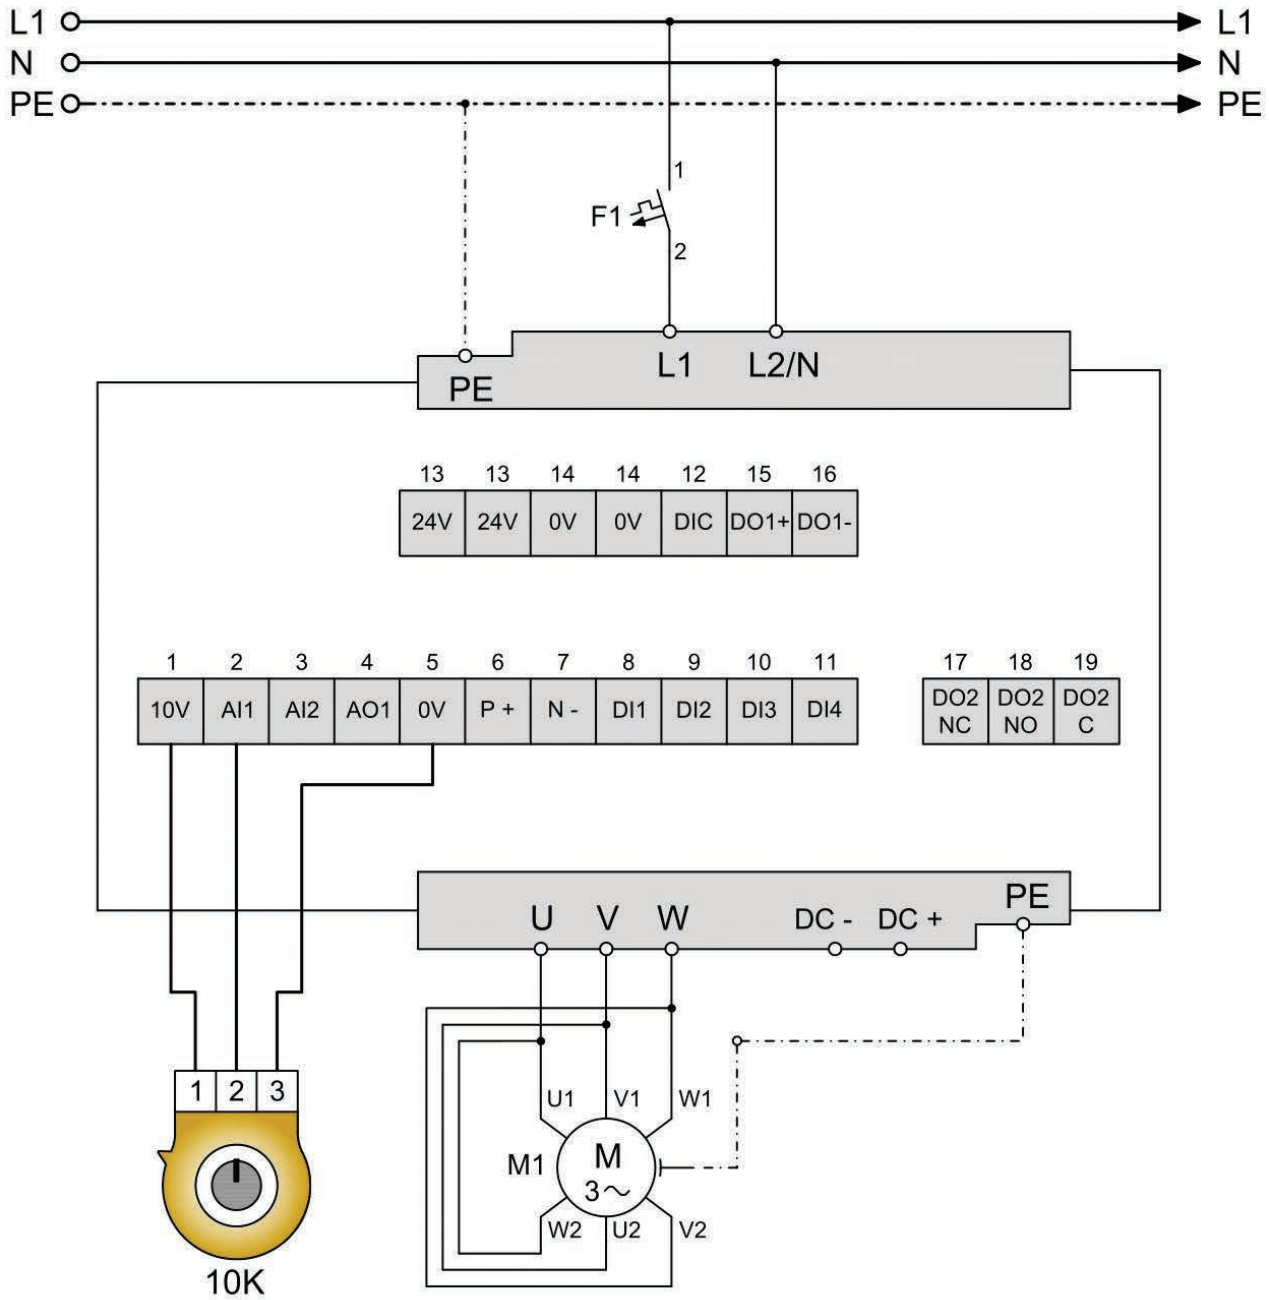 L1 L1
N N
PE PE
1
F1
2
L1 L2/N
PE
13 13 14 14 12 15 16
24V 24V 0V 0V DIC DO1+ DO1-
1 2 3 4 5 6 7 8 9 10 11 17 18 19
10V AI1 AI2 AO1 0V P + N - DI1 DI2 DI3 DI4 DO2 NC DO2 NO DO2 C
PE
U V W DC - DC +
1 2 3
U1 V1 W1
M1 M
3~
W2 U2 V2
10K